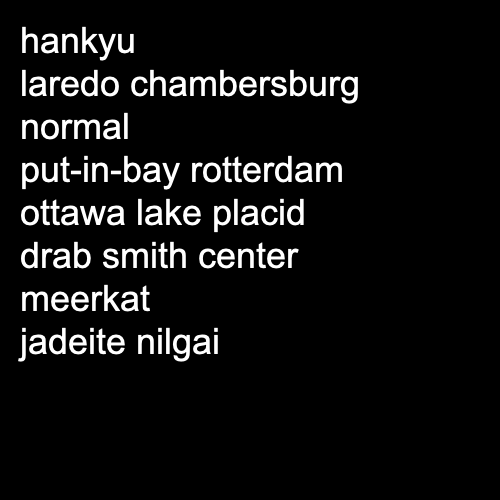 hankyu
laredo chambersburg
normal
put-in-bay rotterdam
ottawa lake placid
drab smith center
meerkat
jadeite nilgai